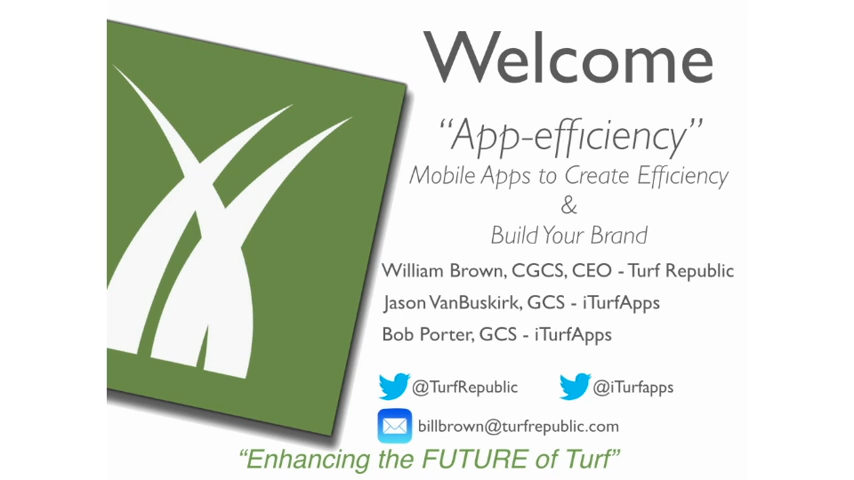 Welcome
“App-efficiency”
Mobile Apps to Create Efficiency
&
Build Your Brand
William Brown, CGCS, CEO - Turf Republic
Jason VanBuskirk, GCS - iTurfApps
Bob Porter, GCS - iTurfApps
@TurfRepublic @iTurfapps
billbrown@turfrepublic.com
“Enhancing the FUTURE of Turf”